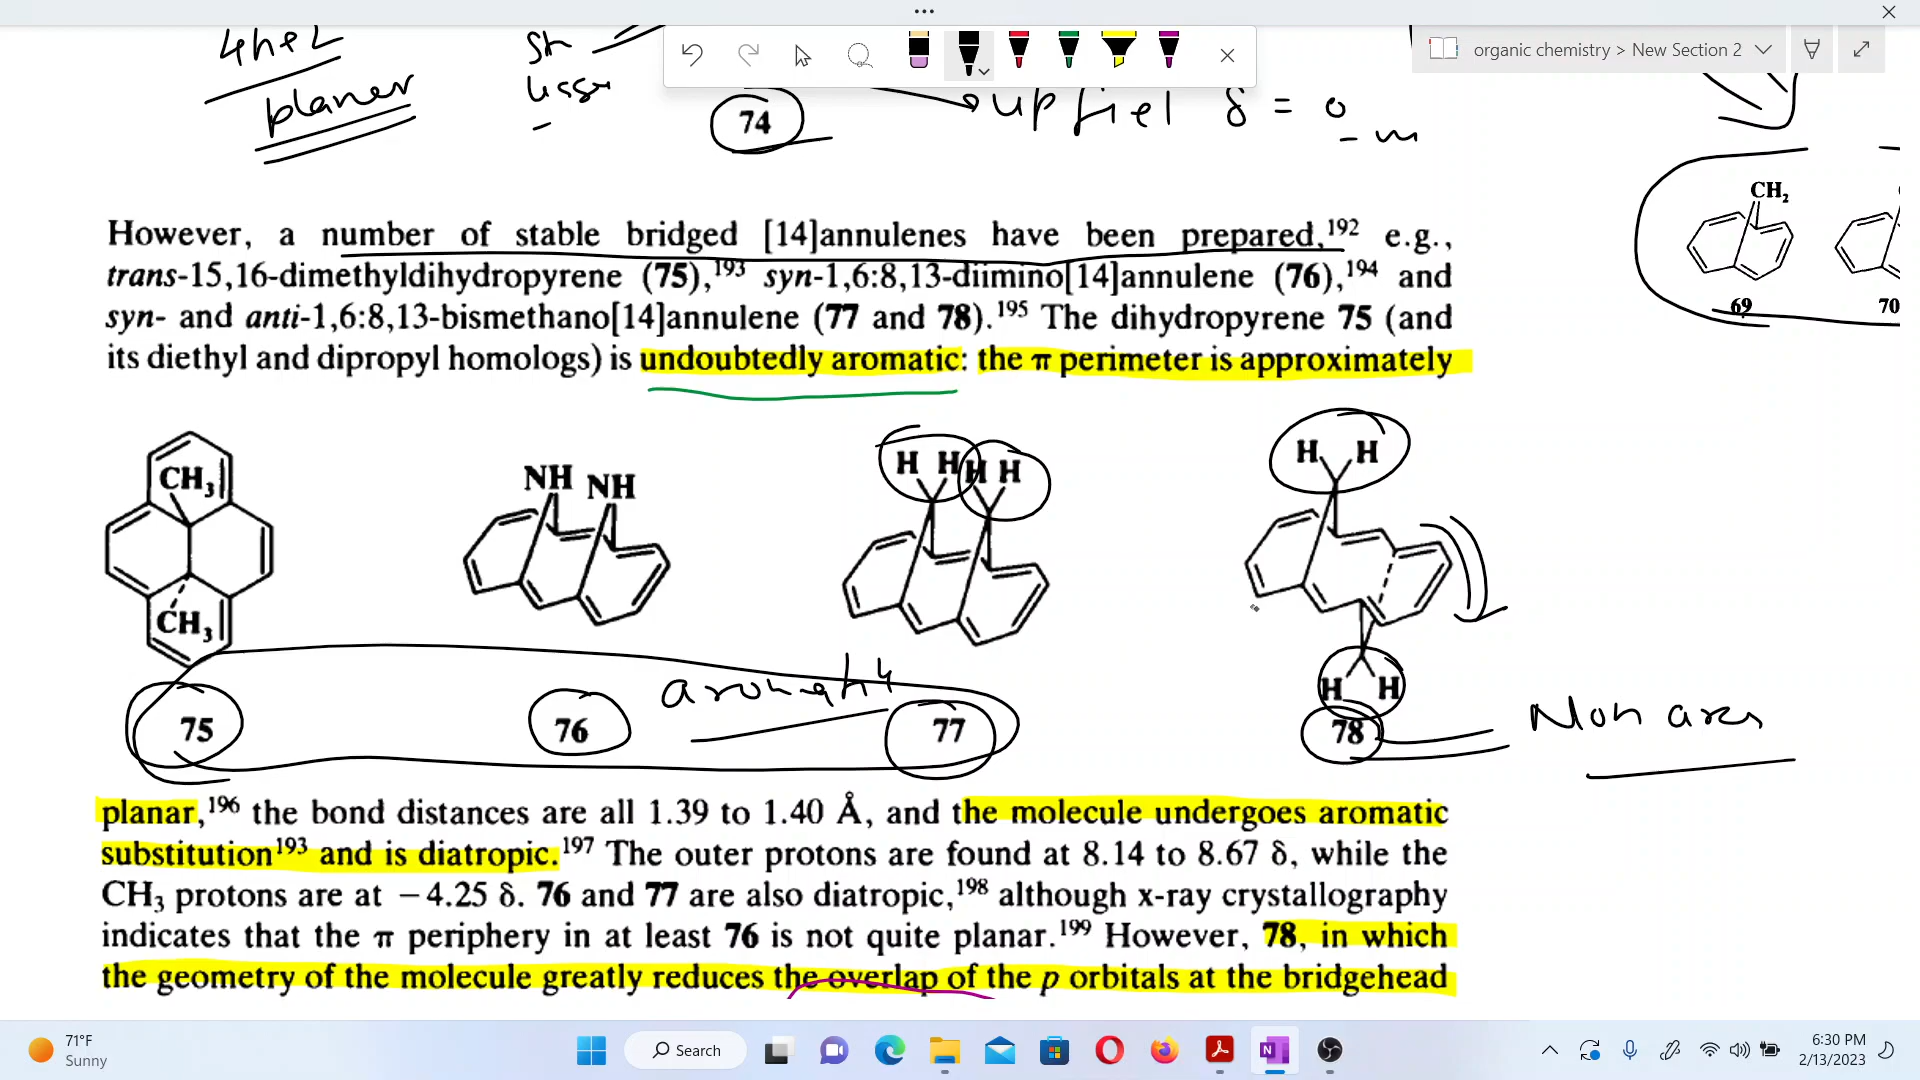 ...
organic chemistry > New Section 2
4n+2
planer
74
up fiel δ = 0
- m
CH₂
69
70
However, a number of stable bridged [14]annulenes have been prepared,¹⁹² e.g.,
trans-15,16-dimethyldihydropyrene (75),¹⁹³ syn-1,6:8,13-diimino[14]annulene (76),¹⁹⁴ and
syn- and anti-1,6:8,13-bismethano[14]annulene (77 and 78).¹⁹⁵ The dihydropyrene 75 (and
its diethyl and dipropyl homologs) is undoubtedly aromatic: the π perimeter is approximately
CH₃
CH₃
NH NH
H H H H
H H
H H
75
76
77
78
Non aro
planar,¹⁹⁶ the bond distances are all 1.39 to 1.40 Å, and the molecule undergoes aromatic
substitution¹⁹³ and is diatropic.¹⁹⁷ The outer protons are found at 8.14 to 8.67 δ, while the
CH₃ protons are at −4.25 δ. 76 and 77 are also diatropic,¹⁹⁸ although x-ray crystallography
indicates that the π periphery in at least 76 is not quite planar.¹⁹⁹ However, 78, in which
the geometry of the molecule greatly reduces the overlap of the p orbitals at the bridgehead
71°F
Sunny
Search
6:30 PM
2/13/2023